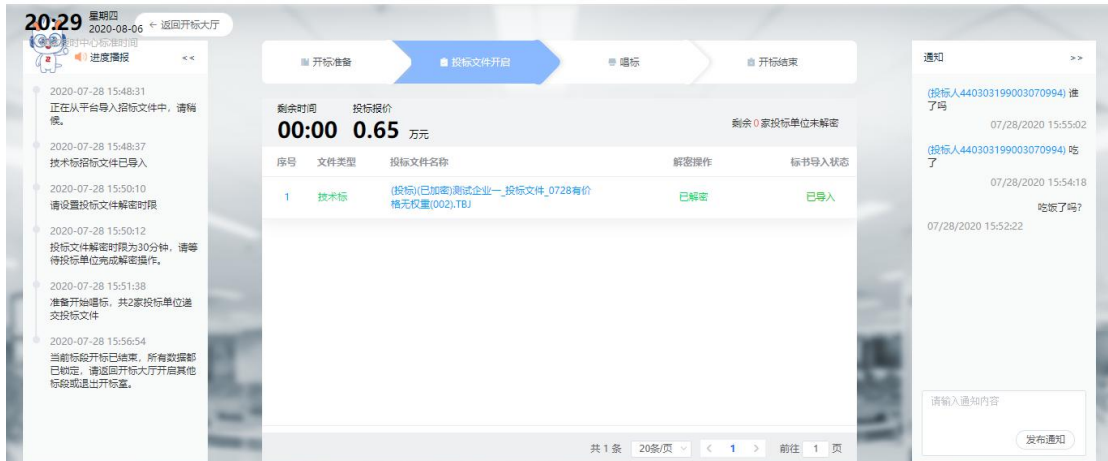 20:29 星期四
2020-08-06
← 返回开标大厅
时中心标准时间
进度播报 <<
2020-07-28 15:48:31
正在从平台导入招标文件中，请稍
候。
2020-07-28 15:48:37
技术标招标文件已导入
2020-07-28 15:50:10
请设置投标文件解密时限
2020-07-28 15:50:12
投标文件解密时限为30分钟，请等
待投标单位完成解密操作。
2020-07-28 15:51:38
准备开始唱标，共2家投标单位递
交投标文件
2020-07-28 15:56:54
当前标段开标已结束，所有数据都
已锁定，请返回开标大厅开启其他
标段或退出开标室。
开标准备 投标文件开启 唱标 开标结束
剩余时间 投标报价
00:00 0.65 万元
剩余0家投标单位未解密
序号 文件类型 投标文件名称 解密操作 标书导入状态
1 技术标 (投标)(已加密)测试企业一_投标文件_0728有价
格无权重(002).TBJ 已解密 已导入
共 1 条 20条/页 < 1 > 前往 1 页
通知 >>
(投标人440303199003070994) 谁
了吗
07/28/2020 15:55:02
(投标人440303199003070994) 吃
了
07/28/2020 15:54:18
吃饭了吗?
07/28/2020 15:52:22
请输入通知内容
发布通知